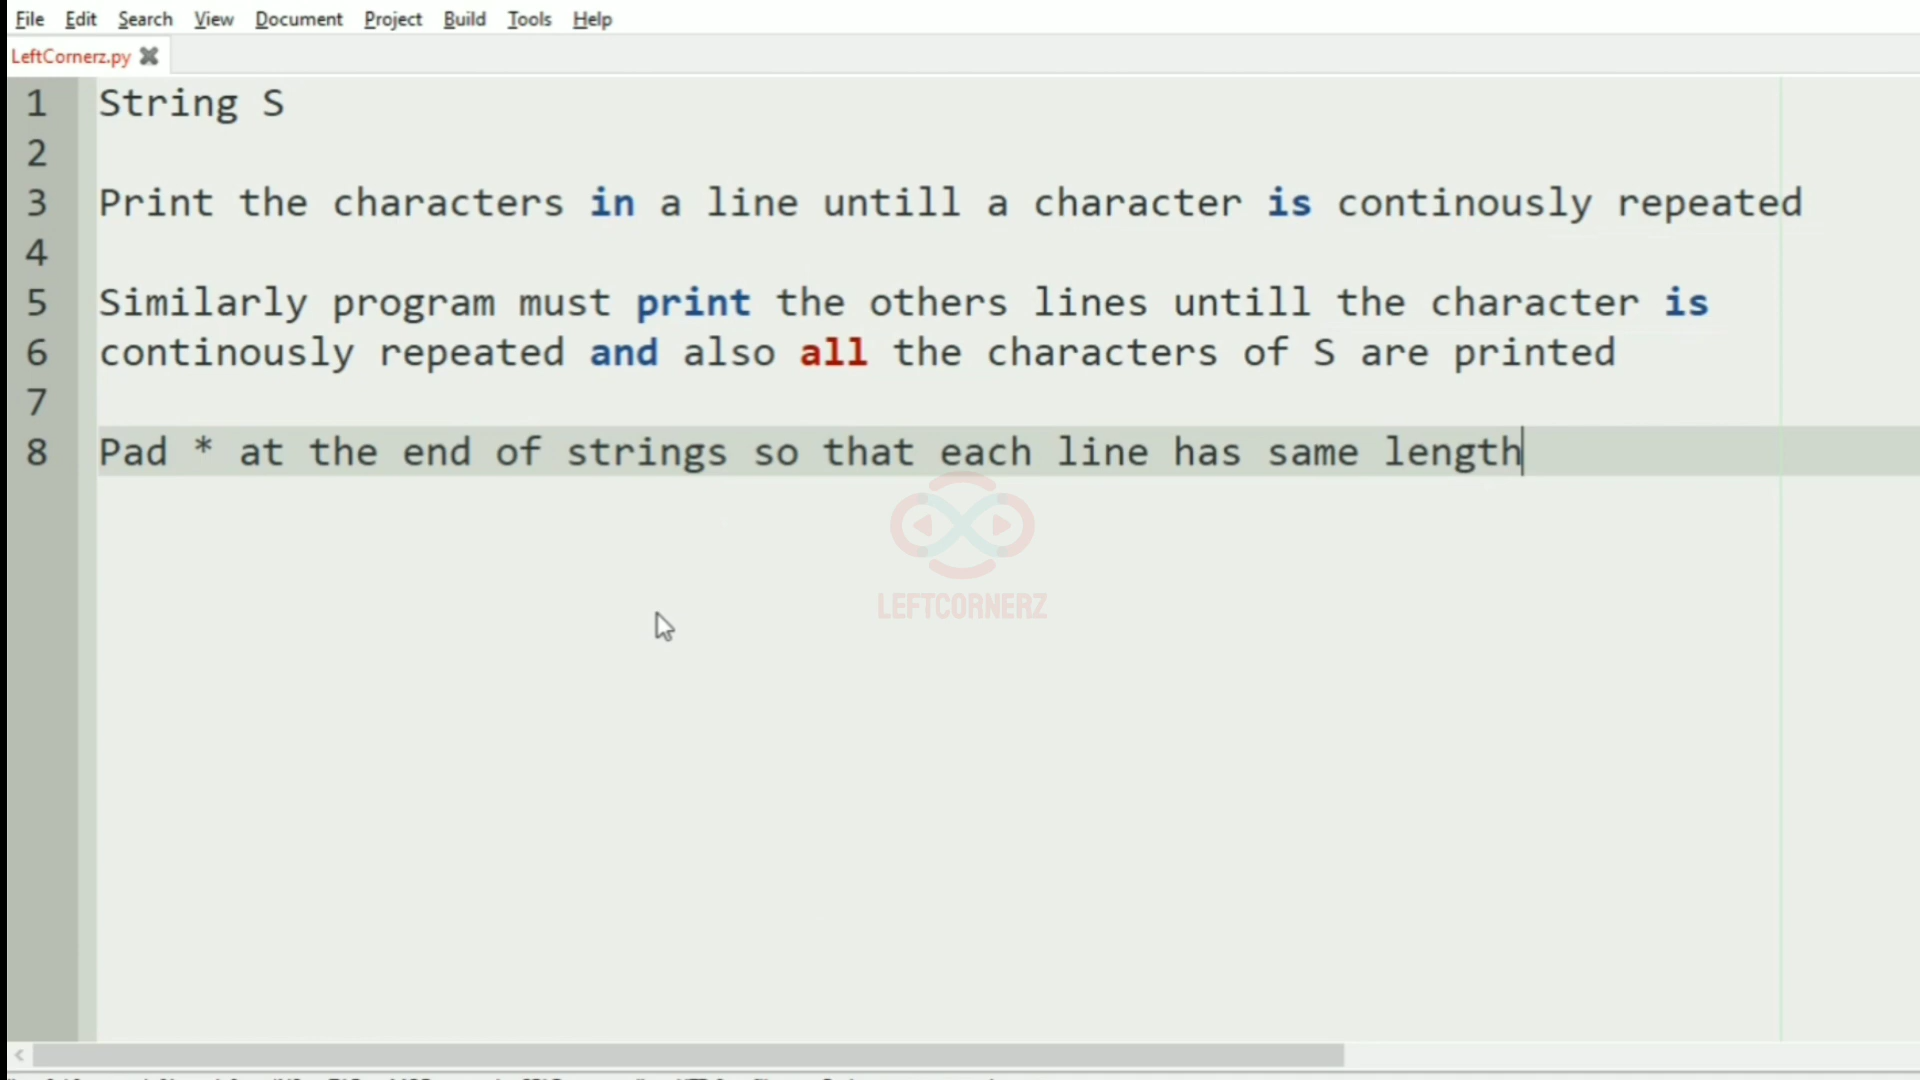 File Edit Search View Document Project Build Tools Help
LeftCornerz.py
1 String S
2
3 Print the characters in a line untill a character is continously repeated
4
5 Similarly program must print the others lines untill the character is
6 continously repeated and also all the characters of S are printed
7
8 Pad * at the end of strings so that each line has same length
LEFTCORNERZ